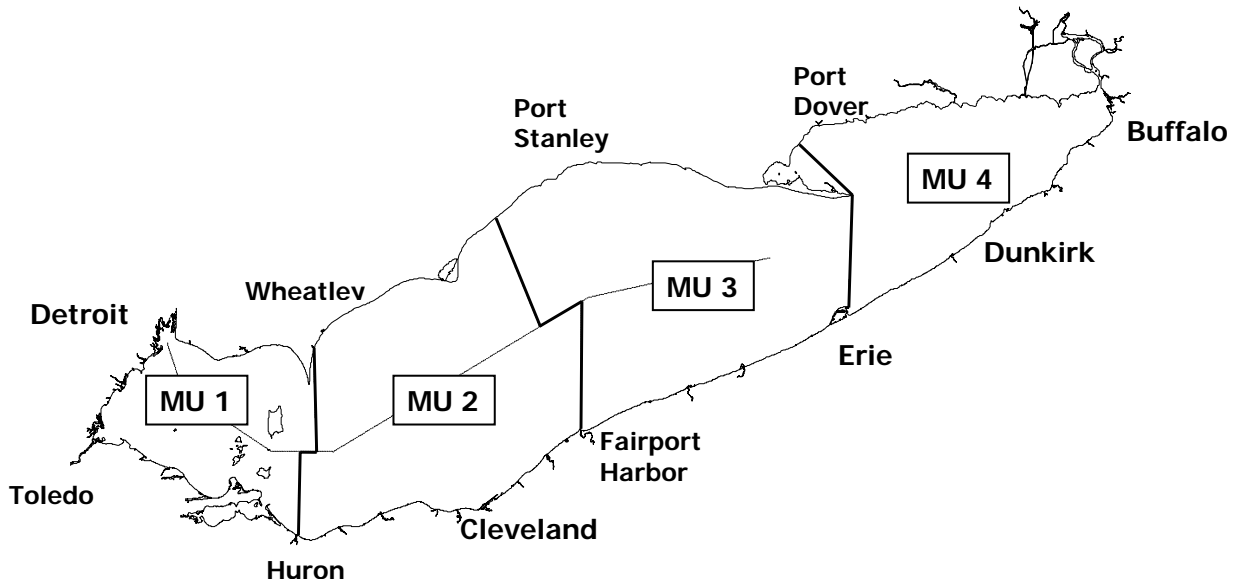 Port
Dover
Port
Stanley
Buffalo
MU 4
Dunkirk
Wheatlev
MU 3
Detroit
Erie
MU 1
MU 2
Fairport
Harbor
Toledo
Cleveland
Huron